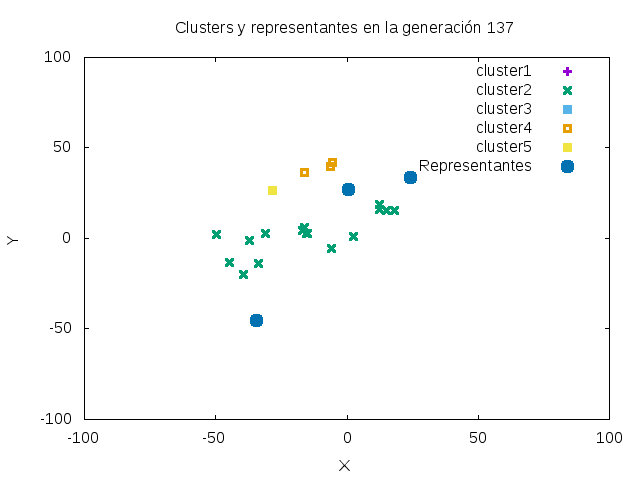 Clusters y representantes en la generación 137
100
50
0
-50
-100
-100 -50 0 50 100
Y
X
cluster1
cluster2
cluster3
cluster4
cluster5
Representantes